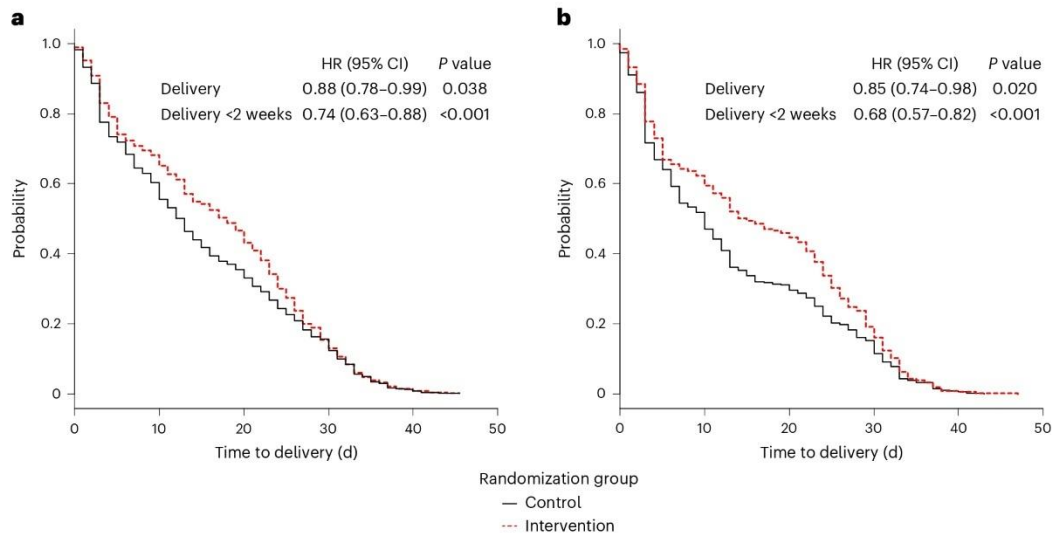 a
HR (95% CI) P value
Delivery 0.88 (0.78–0.99) 0.038
Delivery <2 weeks 0.74 (0.63–0.88) <0.001
1.0
0.8
0.6
0.4
0.2
0
Probability
0 10 20 30 40 50
Time to delivery (d)
b
HR (95% CI) P value
Delivery 0.85 (0.74–0.98) 0.020
Delivery <2 weeks 0.68 (0.57–0.82) <0.001
1.0
0.8
0.6
0.4
0.2
0
Probability
0 10 20 30 40 50
Time to delivery (d)
Randomization group
Control
Intervention